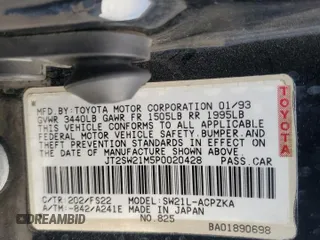 MFD.BY:TOYOTA MOTOR CORPORATION 01/93
GVWR 3440LB GAWR FR 1505LB RR 1995LB
THIS VEHICLE CONFORMS TO ALL APPLICABLE
FEDERAL MOTOR VEHICLE SAFETY,BUMPER,AND
THEFT PREVENTION STANDARDS IN EFFECT ON
THE DATE OF MANUFACTURE SHOWN ABOVE.
JT2SW21M5P0020428 PASS.CAR
C/TR:202/FS22 MODEL:SW21L-ACPZKA
A/TM:-842/A241E MADE IN JAPAN
NO.825
BA01890698
TOYOTA